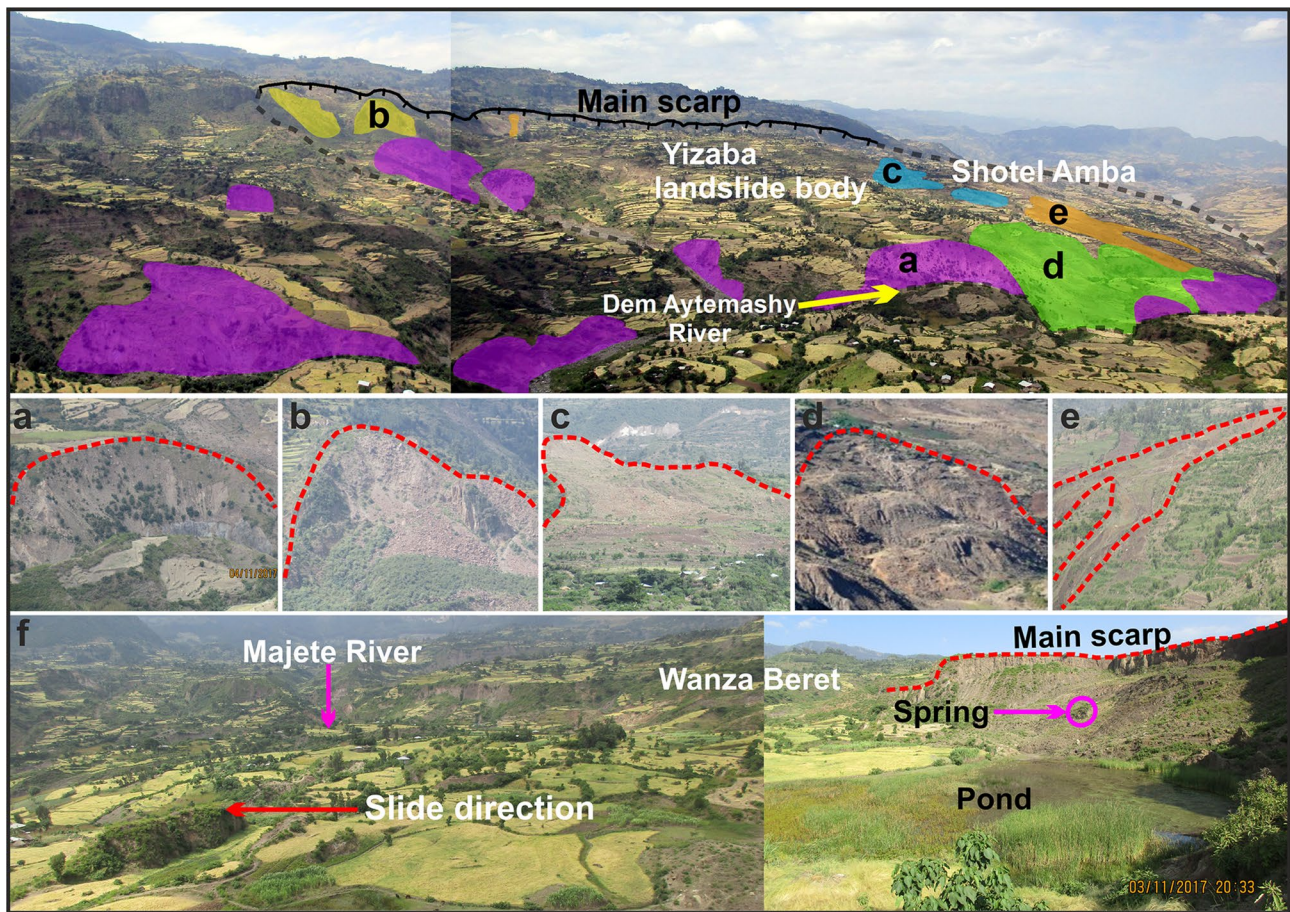 Main scarp
b
Yizaba
landslide body
c
Shotel Amba
e
a
d
Dem Aytemashy
River
a
04/11/2017
b
c
d
e
f
Majete River
Wanza Beret
Slide direction
Main scarp
Spring
Pond
03/11/2017 20:33